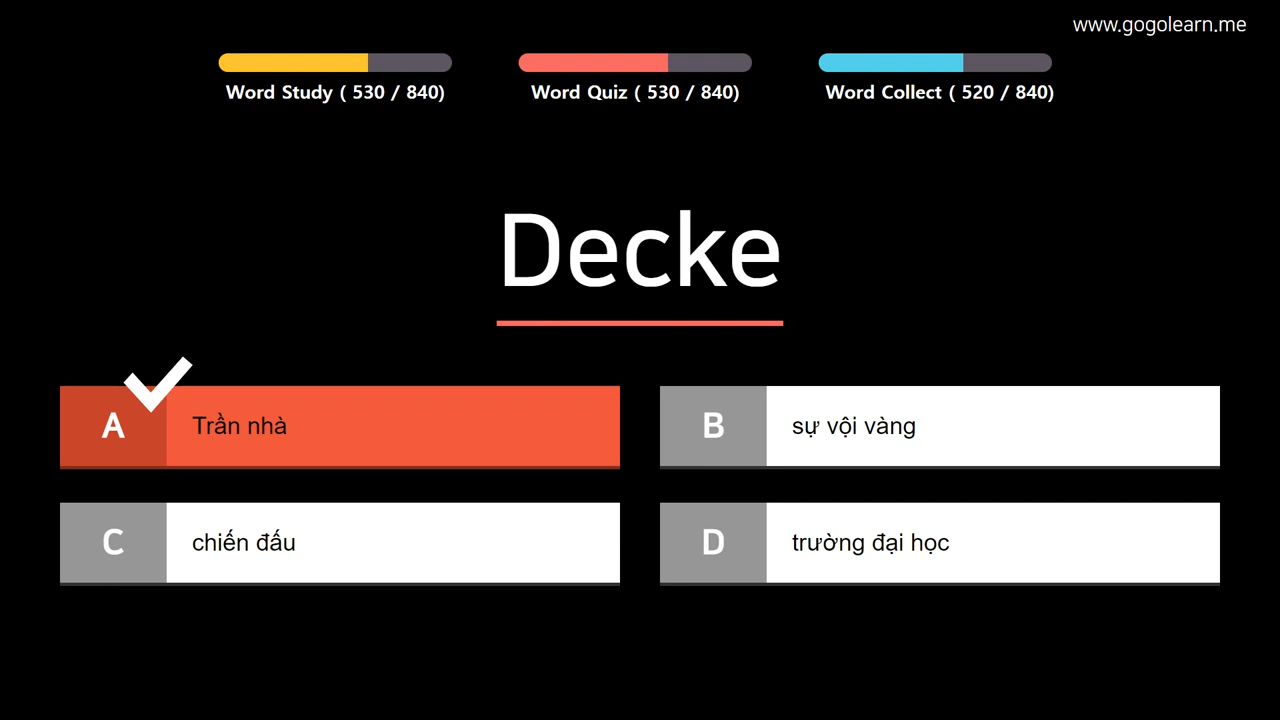 www.gogolearn.me
Word Study ( 530 / 840)
Word Quiz ( 530 / 840)
Word Collect ( 520 / 840)
Decke
A Trần nhà
B sự vội vàng
C chiến đấu
D trường đại học